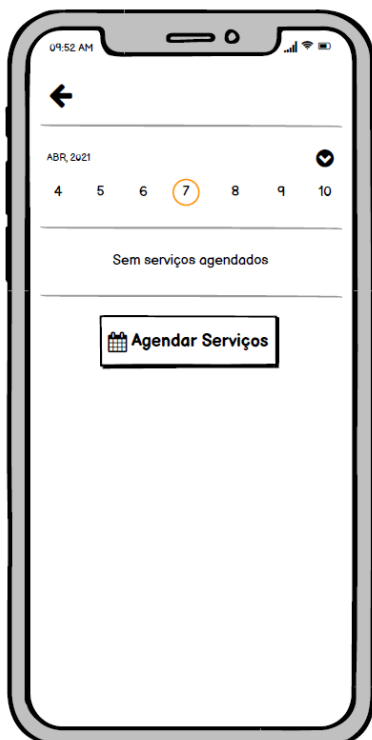 09:52 AM
ABR, 2021
4 5 6 7 8 9 10
Sem serviços agendados
Agendar Serviços